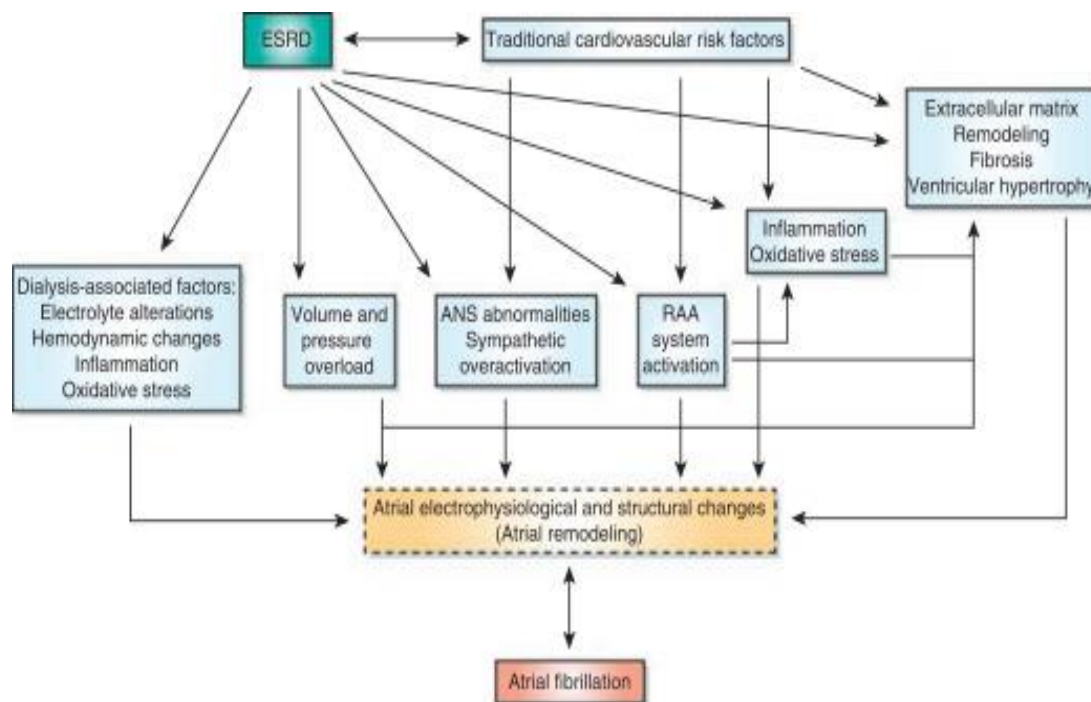 ESRD
Traditional cardiovascular risk factors
Extracellular matrix
Remodeling
Fibrosis
Ventricular hypertrophy
Inflammation
Oxidative stress
Dialysis-associated factors:
Electrolyte alterations
Hemodynamic changes
Inflammation
Oxidative stress
Volume and
pressure
overload
ANS abnormalities
Sympathetic
overactivation
RAA
system
activation
Atrial electrophysiological and structural changes
(Atrial remodeling)
Atrial fibrillation